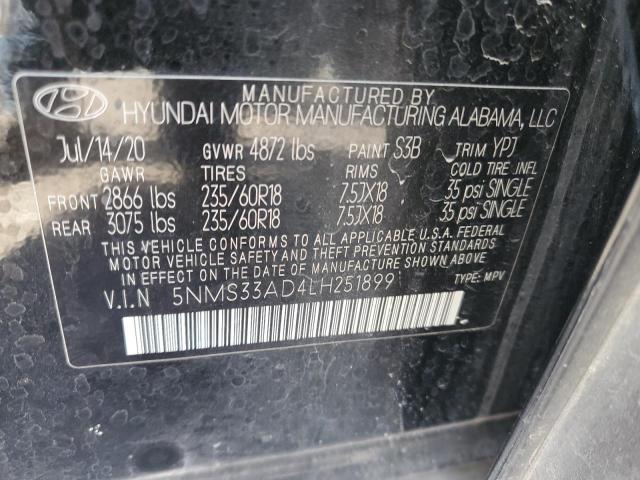 MANUFACTURED BY
HYUNDAI MOTOR MANUFACTURING ALABAMA, LLC
Jul/14/20 GVWR 4872 lbs PAINT S3B TRIM YPJ
GAWR TIRES RIMS COLD TIRE INFL
FRONT 2866 lbs 235/60R18 7.5JX18 35 psi SINGLE
REAR 3075 lbs 235/60R18 7.5JX18 35 psi SINGLE
THIS VEHICLE CONFORMS TO ALL APPLICABLE U.S.A. FEDERAL
MOTOR VEHICLE SAFETY AND THEFT PREVENTION STANDARDS
IN EFFECT ON THE DATE OF MANUFACTURE SHOWN ABOVE
V.I.N 5NMS33AD4LH251899 TYPE: MPV